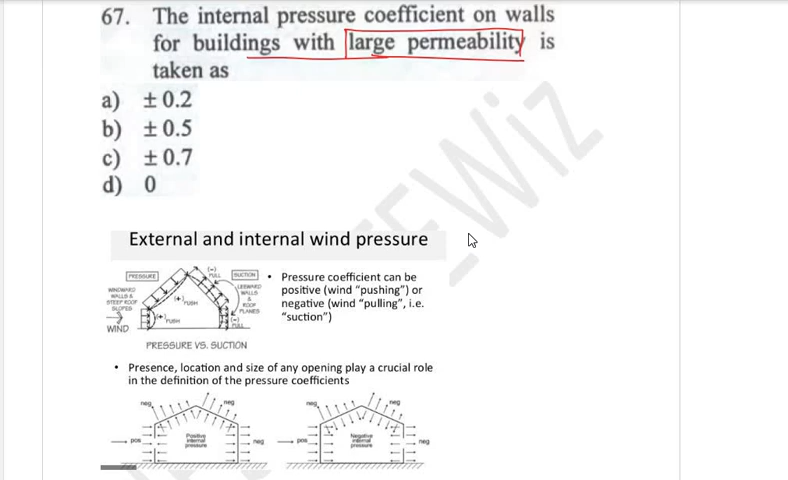 67. The internal pressure coefficient on walls
for buildings with large permeability is
taken as
a) ± 0.2
b) ± 0.5
c) ± 0.7
d) 0
EWiz
External and internal wind pressure
PRESSURE
(-)
PULL
SUCTION
WINDWARD
WALLS &
STEEP ROOF
SLOPES
WIND
(+)
PUSH
(+)
PUSH
LEEWARD
WALLS
&
ROOF
PLANES
(-)
PULL
PRESSURE VS. SUCTION
• Pressure coefficient can be
positive (wind "pushing") or
negative (wind "pulling", i.e.
"suction")
• Presence, location and size of any opening play a crucial role
in the definition of the pressure coefficients
neg
neg
pos
Positive
internal
pressure
neg
neg
neg
pos
Negative
internal
pressure
neg